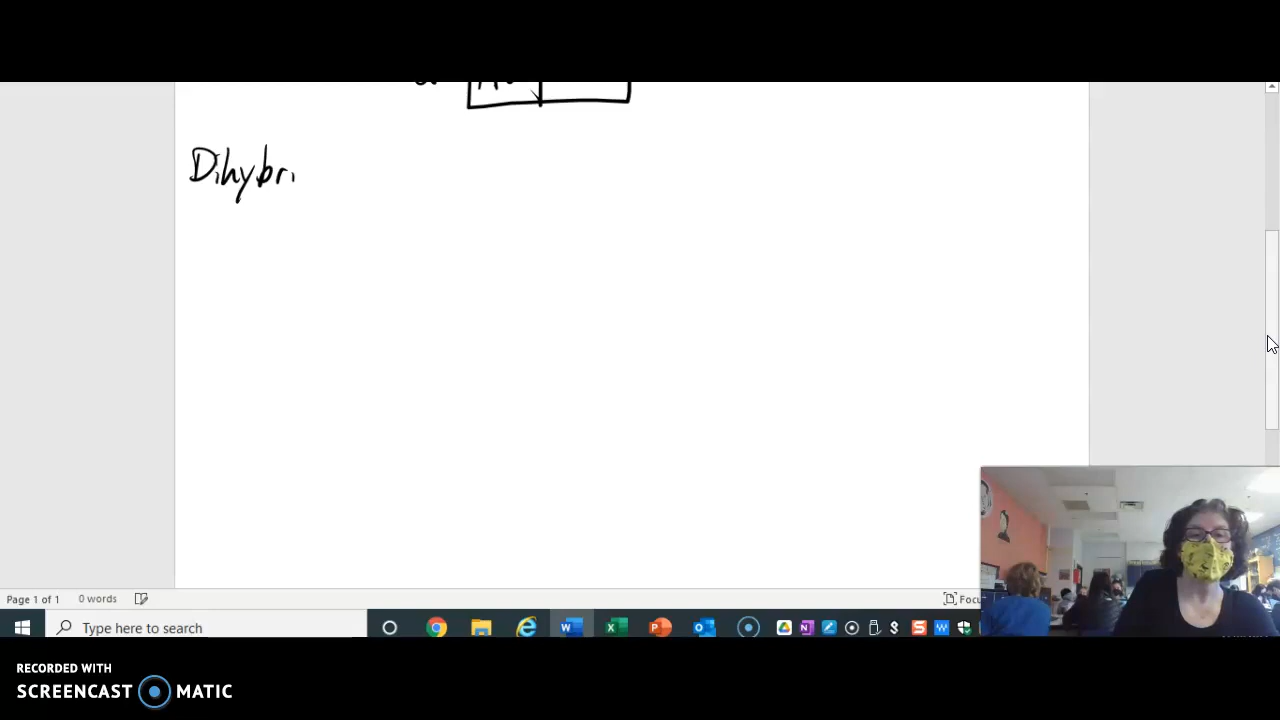 Dihybri
Page 1 of 1
0 words
Type here to search
RECORDED WITH
SCREENCAST MATIC